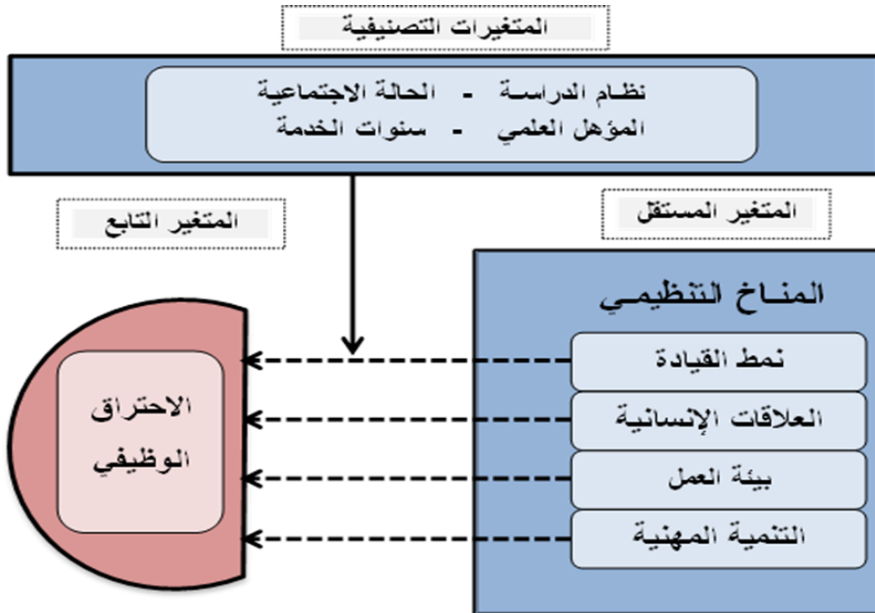 المتغيرات التصنيفية
نظام الدراسة - الحالة الاجتماعية
المؤهل العلمي - سنوات الخدمة
المتغير المستقل
المتغير التابع
المناخ التنظيمي
نمط القيادة
العلاقات الإنسانية
بيئة العمل
التنمية المهنية
الاحتراق
الوظيفي